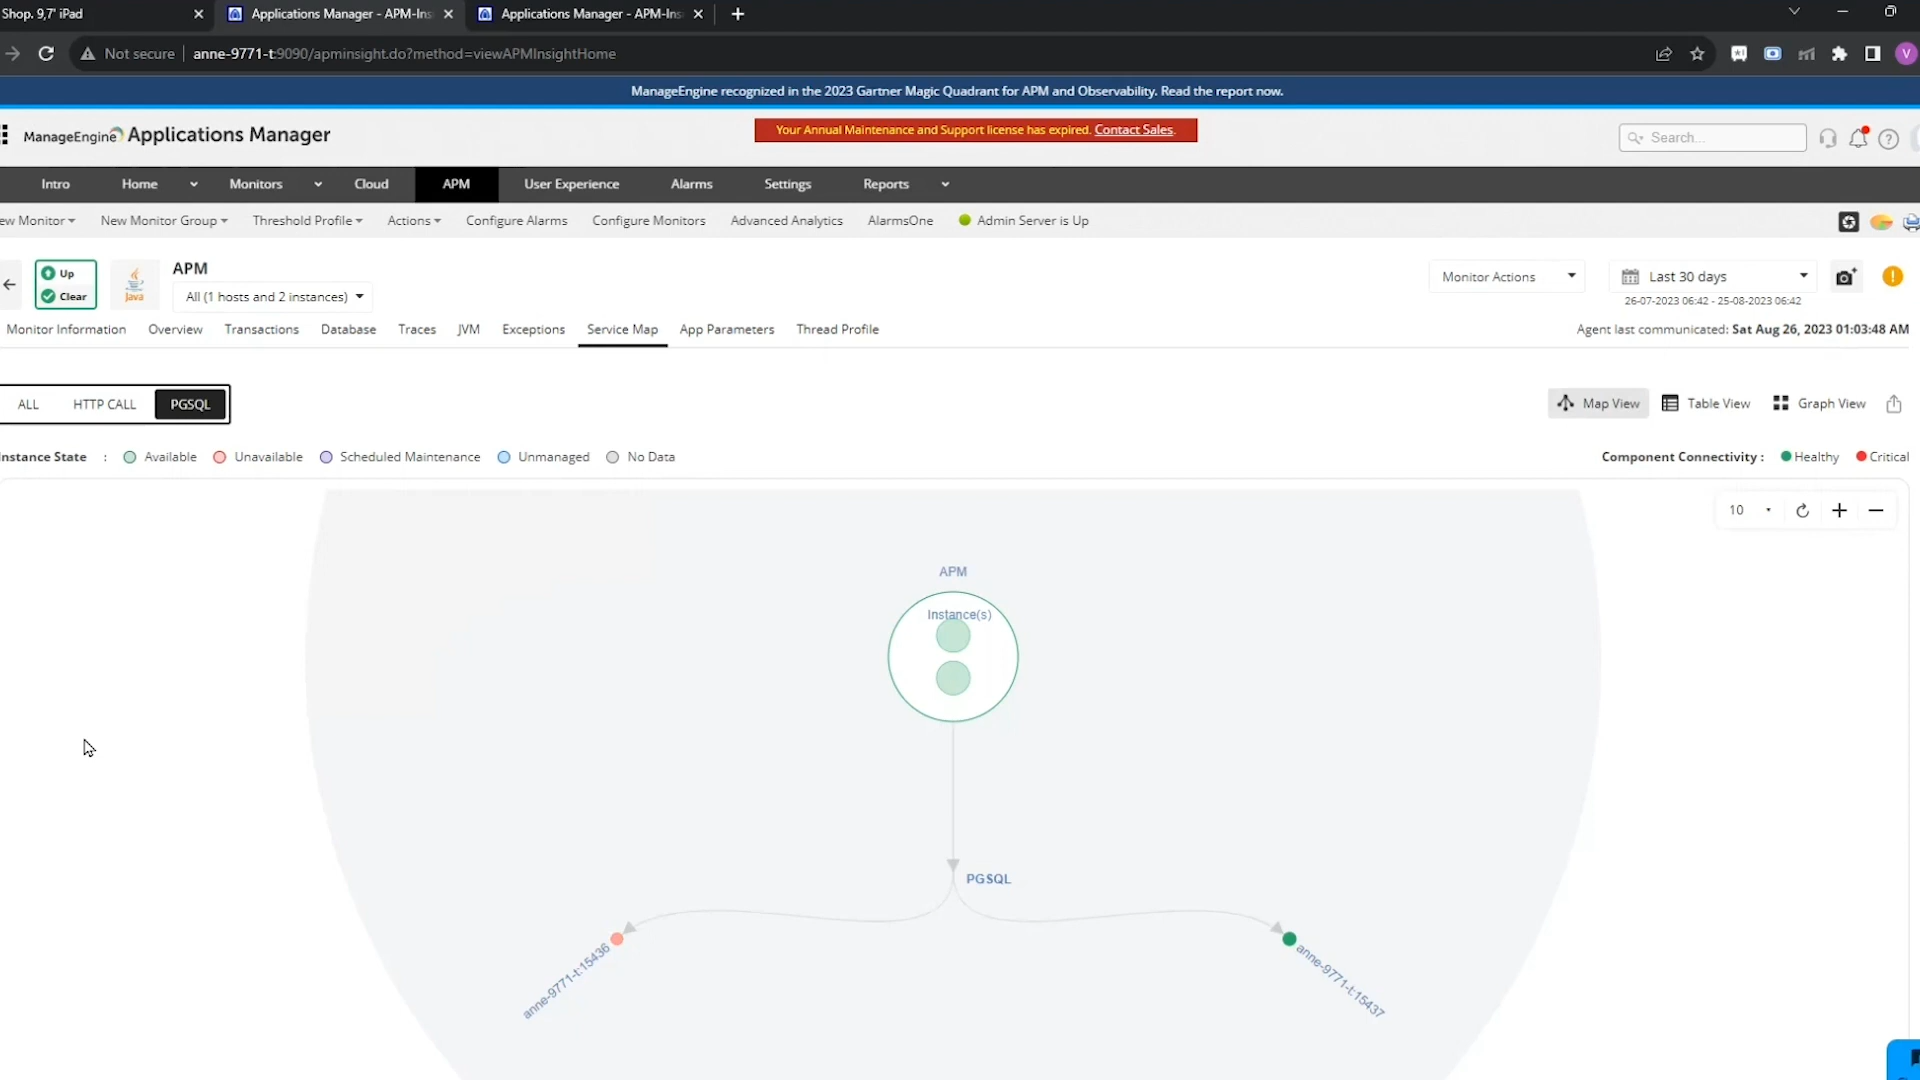 Shop. 9,7' iPad
Applications Manager - APM-Ins
Applications Manager - APM-Ins
Not secure
anne-9771-t:9090/apminsight.do?method=viewAPMInsightHome
V
ManageEngine recognized in the 2023 Gartner Magic Quadrant for APM and Observability. Read the report now.
ManageEngine Applications Manager
Your Annual Maintenance and Support license has expired. Contact Sales.
Search...
Intro
Home
Monitors
Cloud
APM
User Experience
Alarms
Settings
Reports
ew Monitor
New Monitor Group
Threshold Profile
Actions
Configure Alarms
Configure Monitors
Advanced Analytics
AlarmsOne
Admin Server is Up
Up
Clear
Java
APM
All (1 hosts and 2 instances)
Monitor Actions
Last 30 days
26-07-2023 06:42 - 25-08-2023 06:42
Monitor Information
Overview
Transactions
Database
Traces
JVM
Exceptions
Service Map
App Parameters
Thread Profile
Agent last communicated: Sat Aug 26, 2023 01:03:48 AM
ALL
HTTP CALL
PGSQL
Map View
Table View
Graph View
nstance State :
Available
Unavailable
Scheduled Maintenance
Unmanaged
No Data
Component Connectivity :
Healthy
Critical
10
APM
Instance(s)
PGSQL
anne-9771-t:15436
anne-9771-t:15437